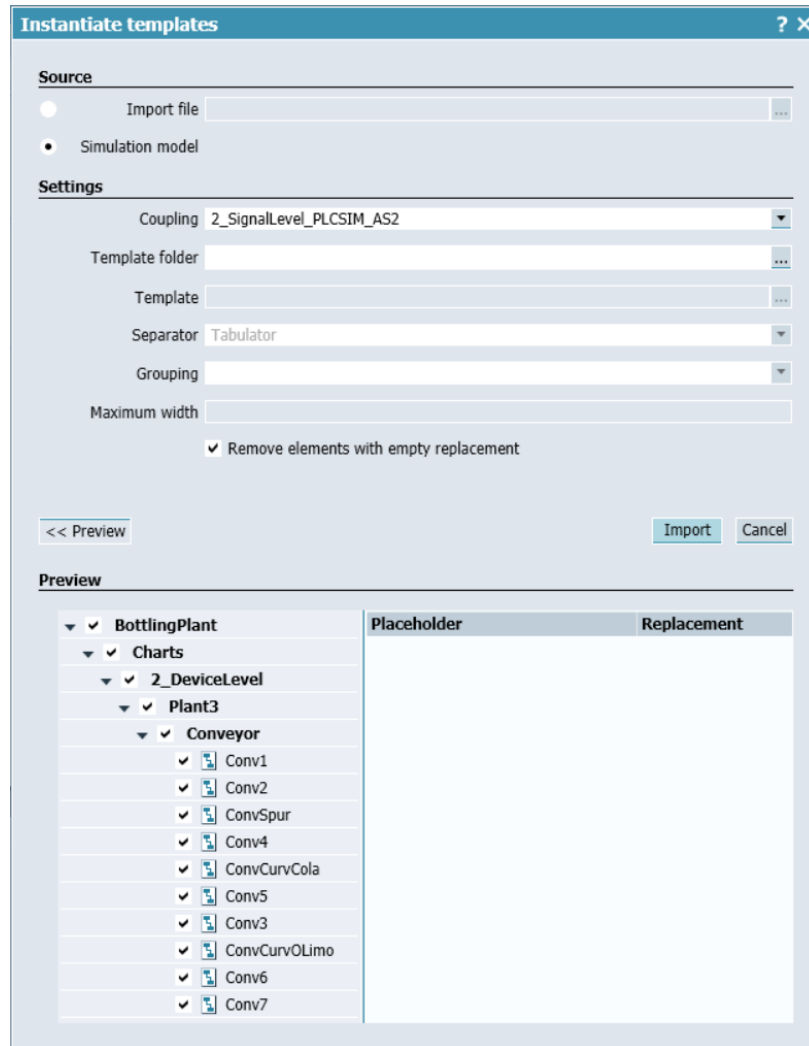 Instantiate templates ? X
Source
Import file ...
Simulation model
Settings
Coupling 2_SignalLevel_PLCSIM_AS2
Template folder ...
Template ...
Separator Tabulator
Grouping
Maximum width
Remove elements with empty replacement
<< Preview Import Cancel
Preview
BottlingPlant Placeholder Replacement
Charts
2_DeviceLevel
Plant3
Conveyor
Conv1
Conv2
ConvSpur
Conv4
ConvCurvCola
Conv5
Conv3
ConvCurvOLimo
Conv6
Conv7